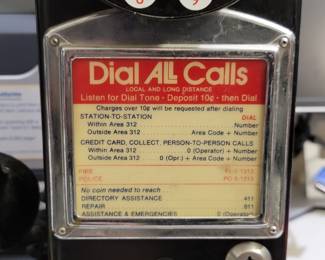 Dial ALL Calls
LOCAL AND LONG DISTANCE
Listen for Dial Tone - Deposit 10¢ - then Dial
Charges over 10¢ will be requested after dialing
STATION-TO-STATION DIAL
Within Area 312 Number
Outside Area 312 Area Code + Number
CREDIT CARD, COLLECT, PERSON-TO-PERSON CALLS
Within Area 312 0 (Operator) + Number
Outside Area 312 0 (Opr.) + Area Code + Number
FIRE
POLICE
No coin needed to reach...
DIRECTORY ASSISTANCE 411
REPAIR 611
ASSISTANCE & EMERGENCIES 0 (Operator)